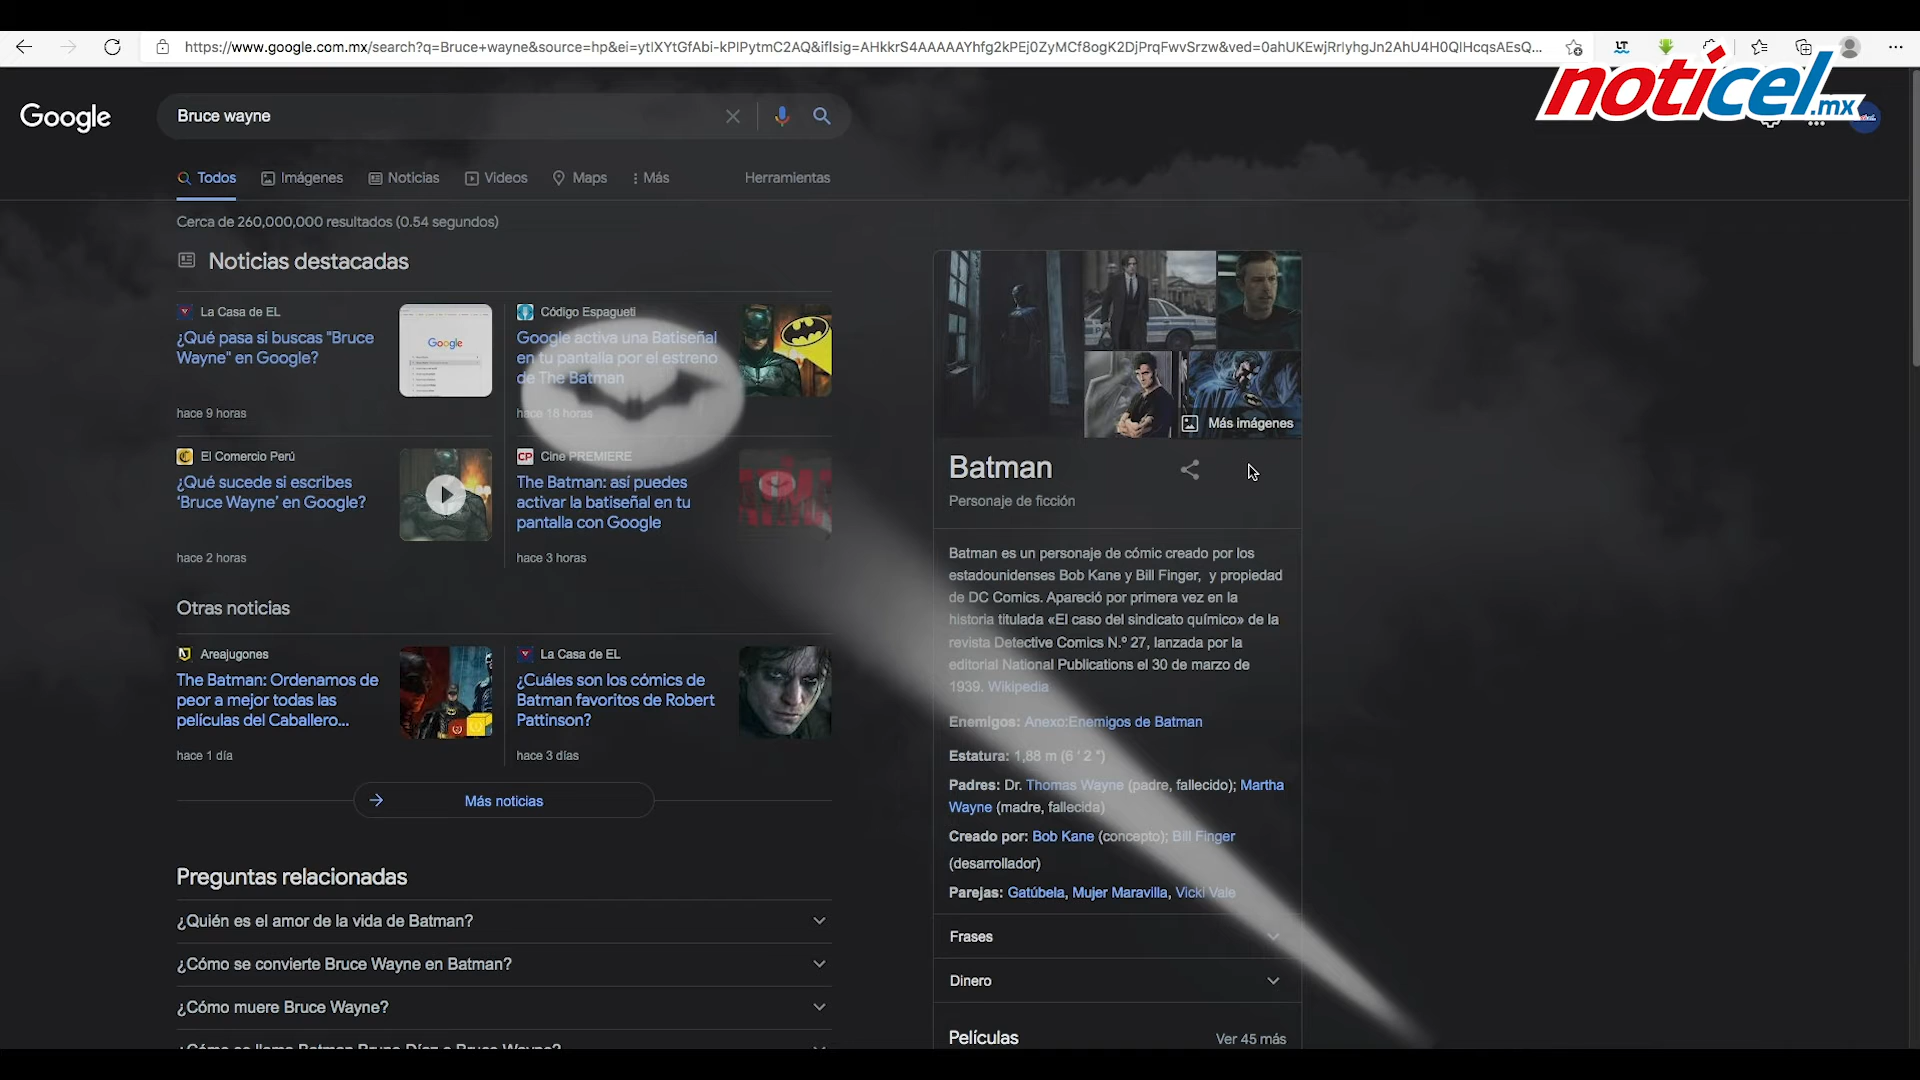 https://www.google.com.mx/search?q=Bruce+wayne&source=hp&ei=
noticel.mx
Google
Bruce wayne
Todos
Imágenes
Noticias
Videos
Maps
Más
Herramientas
Cerca de 260,000,000 resultados (0.54 segundos)
Noticias destacadas
La Casa de EL
¿Qué pasa si buscas "Bruce
Wayne" en Google?
hace 9 horas
Google
Código Espagueti
Google activa una Batiseñal
en tu pantalla por el estreno
de The Batman
hace 18 horas
El Comercio Perú
¿Qué sucede si escribes
‘Bruce Wayne’ en Google?
hace 2 horas
CP Cine PREMIERE
The Batman: así puedes
activar la batiseñal en tu
pantalla con Google
hace 3 horas
Otras noticias
Areajugones
The Batman: Ordenamos de
peor a mejor todas las
películas del Caballero...
hace 1 día
La Casa de EL
¿Cuáles son los cómics de
Batman favoritos de Robert
Pattinson?
hace 3 días
Más noticias
Preguntas relacionadas
¿Quién es el amor de la vida de Batman?
¿Cómo se convierte Bruce Wayne en Batman?
¿Cómo muere Bruce Wayne?
¿Cómo se llama Batman Bruno Díaz o Bruce Wayne?
Más imágenes
Batman
Personaje de ficción
Batman es un personaje de cómic creado por los
estadounidenses Bob Kane y Bill Finger, y propiedad
de DC Comics. Apareció por primera vez en la
historia titulada «El caso del sindicato químico» de la
revista Detective Comics N.º 27, lanzada por la
editorial National Publications el 30 de marzo de
1939. Wikipedia
Enemigos: Anexo:Enemigos de Batman
Estatura: 1,88 m (6 ′ 2 ″)
Padres: Dr. Thomas Wayne (padre, fallecido); Martha
Wayne (madre, fallecida)
Creado por: Bob Kane (concepto); Bill Finger
(desarrollador)
Parejas: Gatúbela, Mujer Maravilla, Vicki Vale
Frases
Dinero
Películas
Ver 45 más